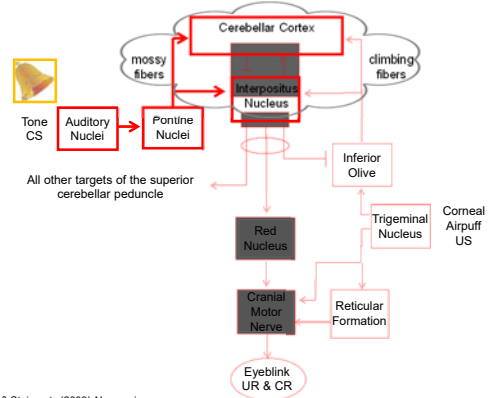 Cerebellar Cortex
mossy
fibers
climbing
fibers
Interpositus
Nucleus
Tone
CS
Auditory
Nuclei
Pontine
Nuclei
Inferior
Olive
All other targets of the superior
cerebellar peduncle
Trigeminal
Nucleus
Corneal
Airpuff
US
Red
Nucleus
Cranial
Motor
Nerve
Reticular
Formation
Eyeblink
UR & CR